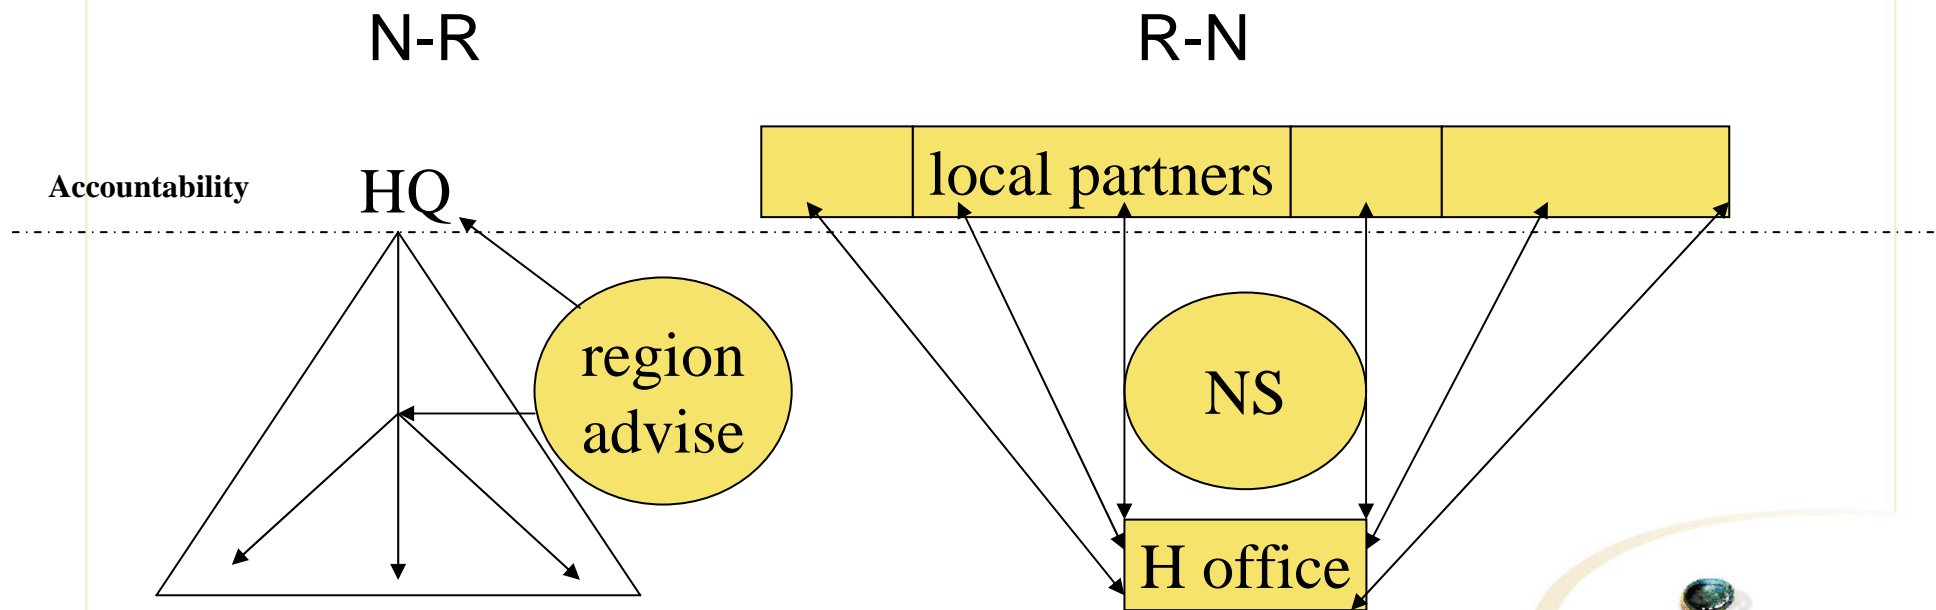 N-R
R-N
Accountability
HQ
local partners
region
advise
NS
H office